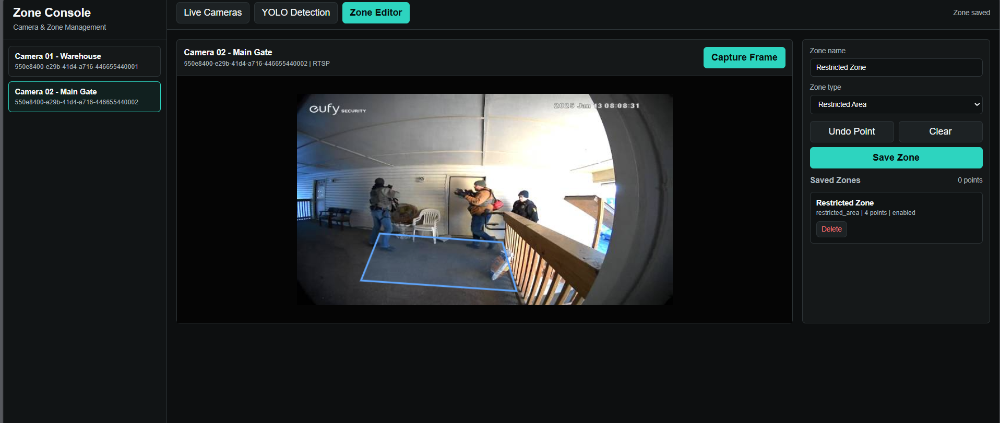 Zone Console
Camera & Zone Management
Camera 01 - Warehouse
550e8400-e29b-41d4-a716-446655440001
Camera 02 - Main Gate
550e8400-e29b-41d4-a716-446655440002
Live Cameras
YOLO Detection
Zone Editor
Zone saved
Camera 02 - Main Gate
550e8400-e29b-41d4-a716-446655440002 | RTSP
Capture Frame
eufy SECURITY
2025 Jan 13 08:08:31
Zone name
Restricted Zone
Zone type
Restricted Area
Undo Point
Clear
Save Zone
Saved Zones
0 points
Restricted Zone
restricted_area | 4 points | enabled
Delete